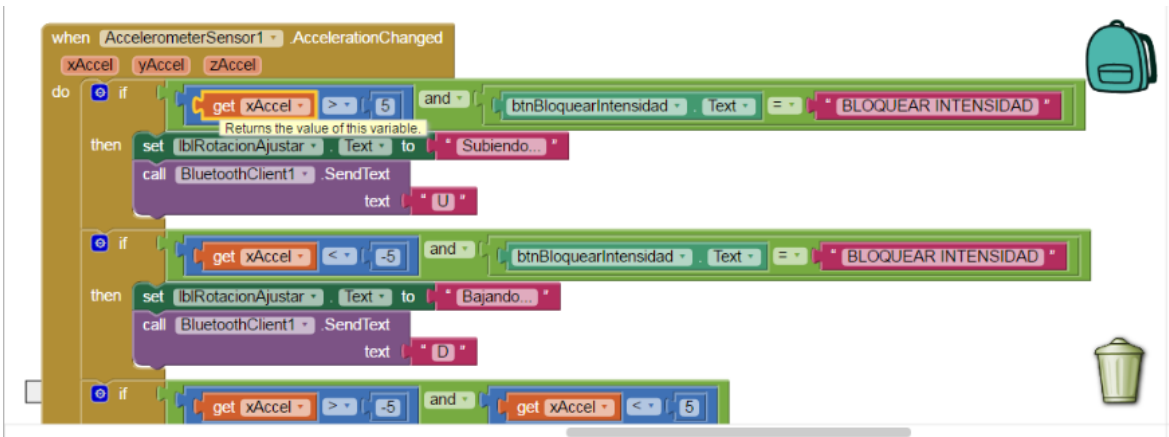 when AccelerometerSensor1 .AccelerationChanged
xAccel yAccel zAccel
do if get xAccel > 5 and btnBloquearIntensidad . Text = " BLOQUEAR INTENSIDAD "
Returns the value of this variable.
then set lblRotacionAjustar . Text to " Subiendo... "
call BluetoothClient1 .SendText
text " U "
if get xAccel < -5 and btnBloquearIntensidad . Text = " BLOQUEAR INTENSIDAD "
then set lblRotacionAjustar . Text to " Bajando... "
call BluetoothClient1 .SendText
text " D "
if get xAccel > -5 and get xAccel < 5